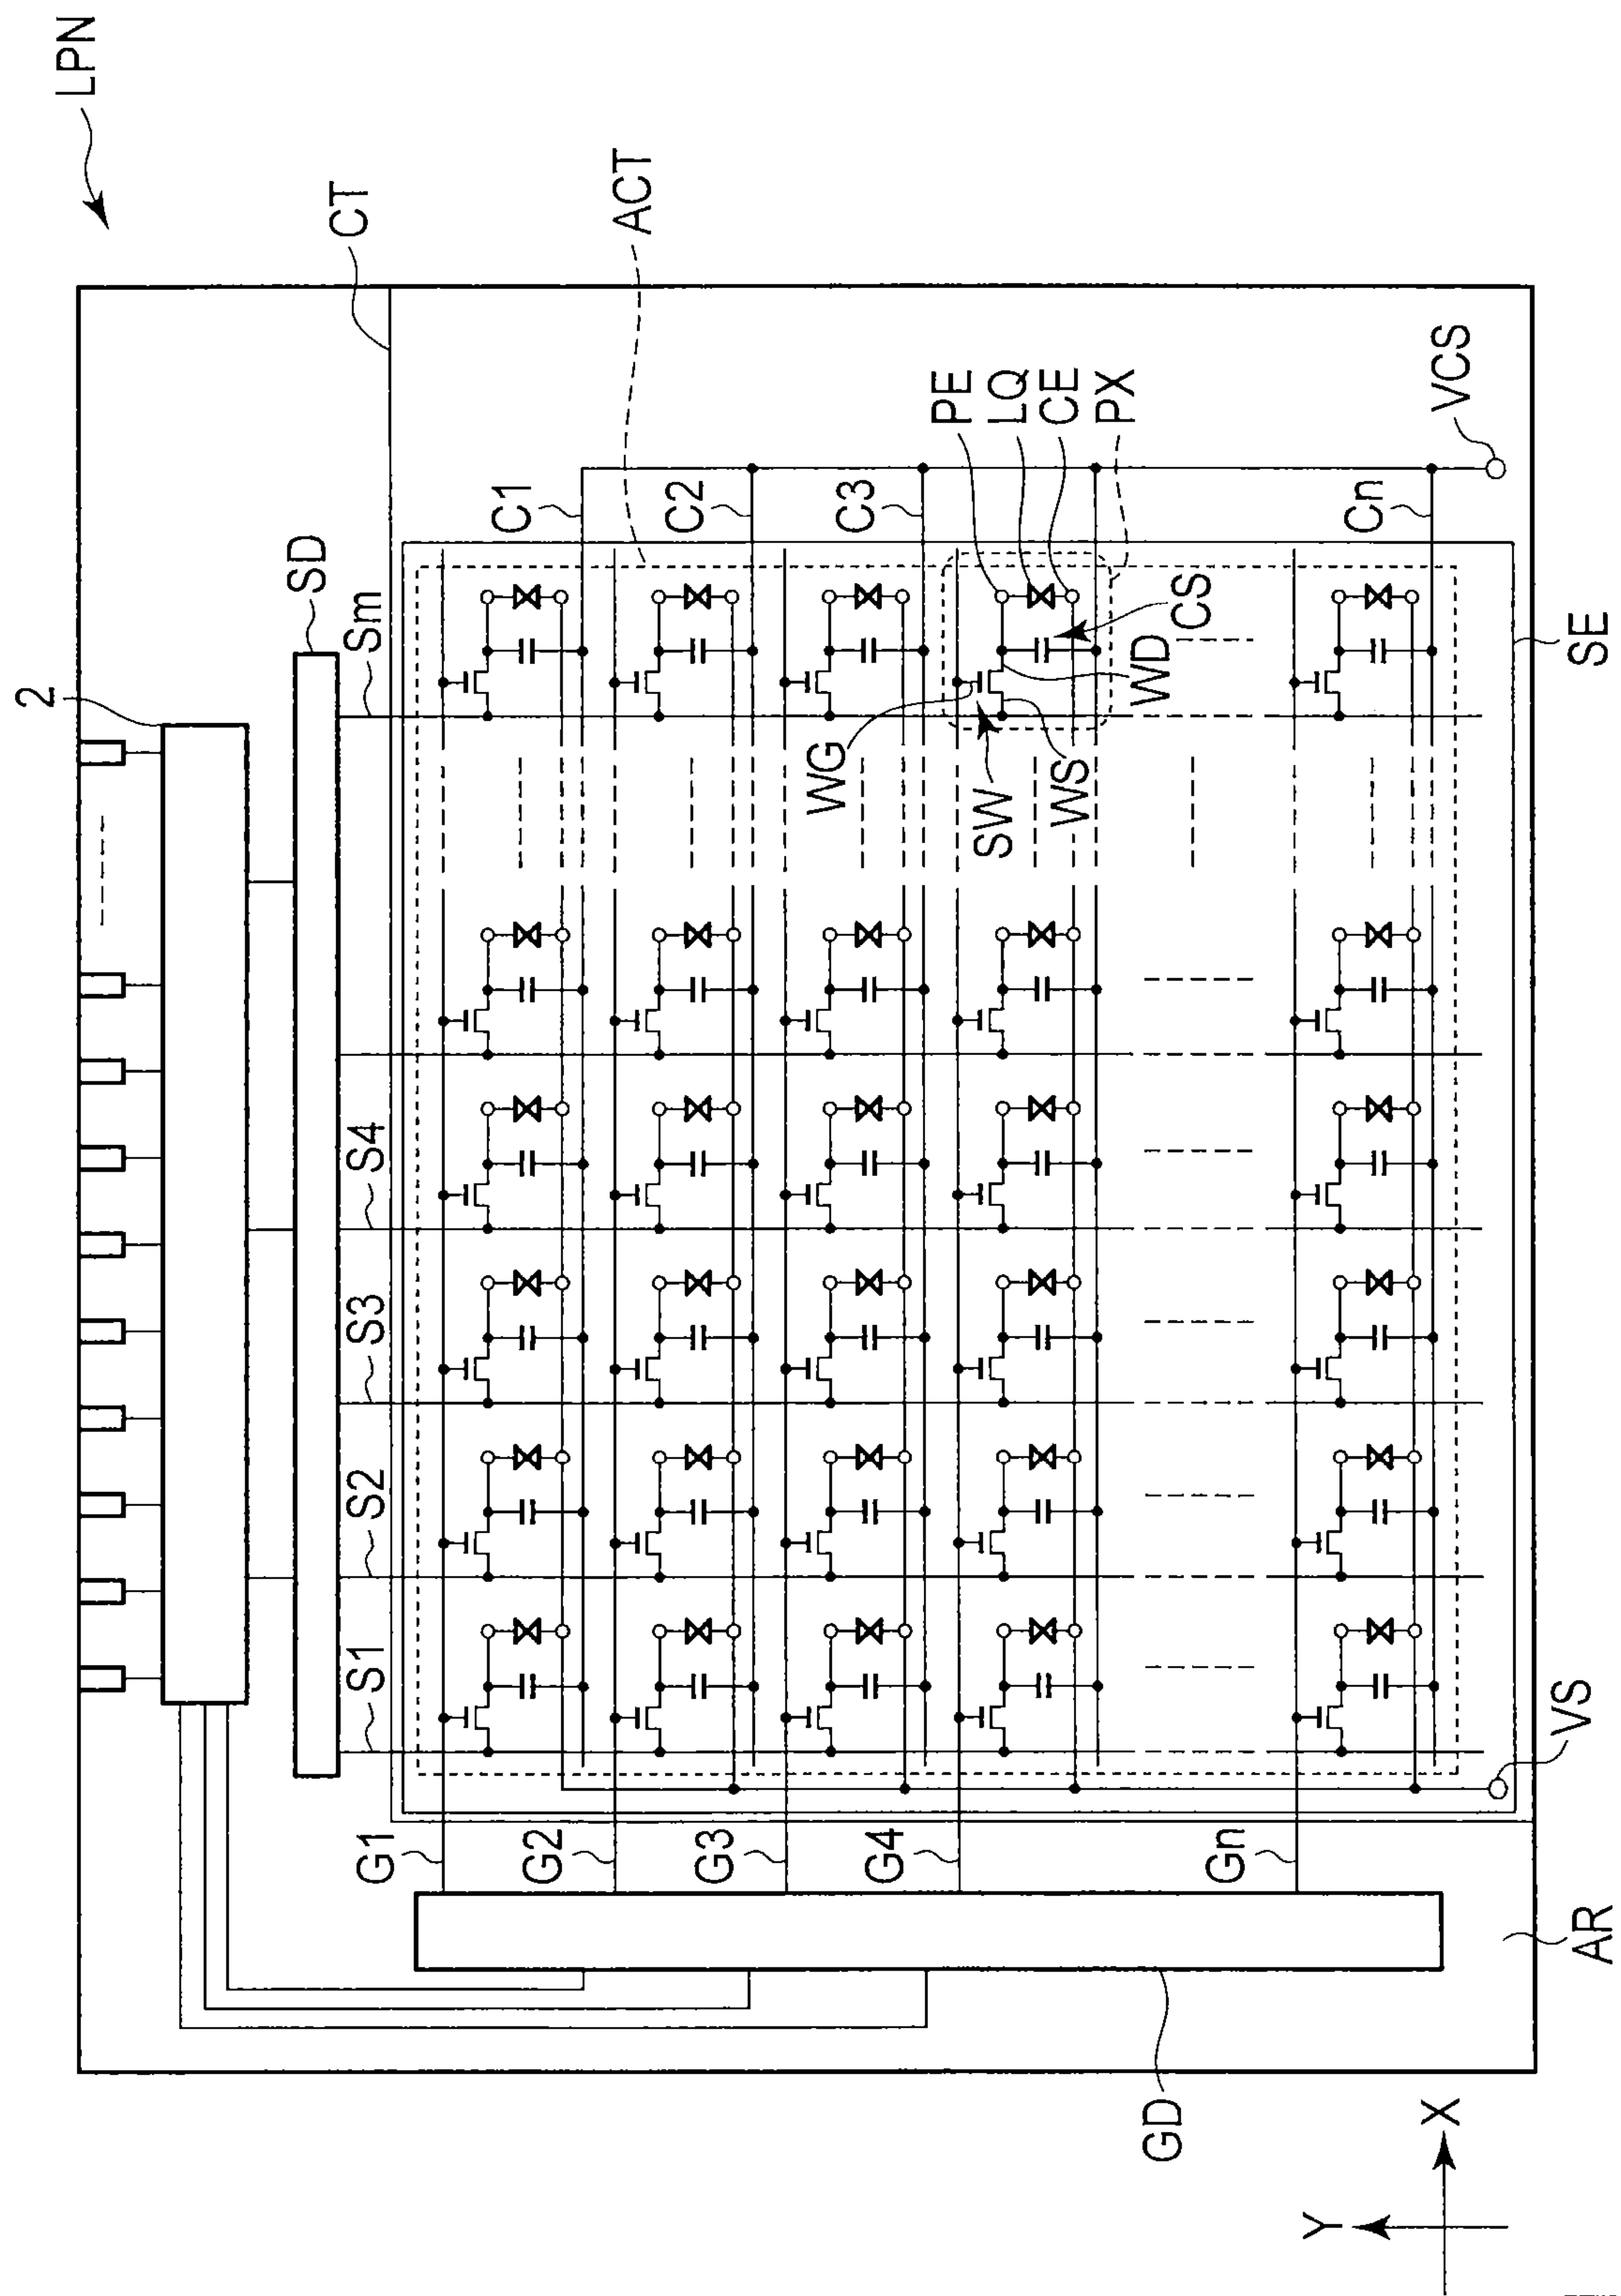 LPN
CT
ACT
2
SD
Sm
S4
S3
S2
S1
C1
C2
C3
Cn
VCS
PE
LQ
CE
PX
CS
WD
WG
SW
WS
SE
VS
G1
G2
G3
G4
Gn
AR
GD
X
Y